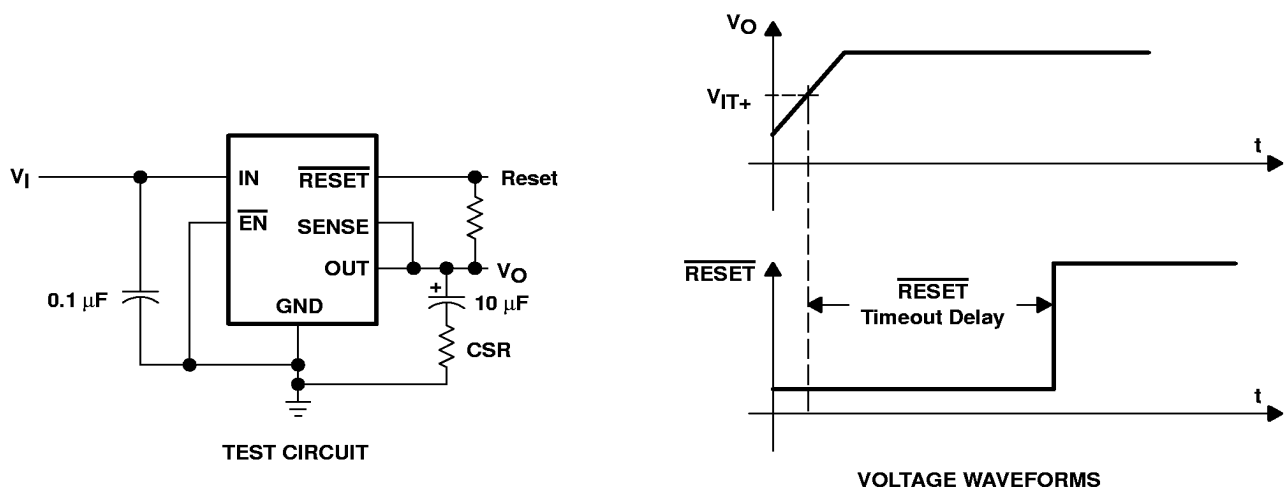 VI
IN
EN
RESET
SENSE
OUT
GND
Reset
VO
0.1 μF
+
10 μF
CSR
TEST CIRCUIT
VO
VIT+
t
RESET
RESET
Timeout Delay
t
VOLTAGE WAVEFORMS